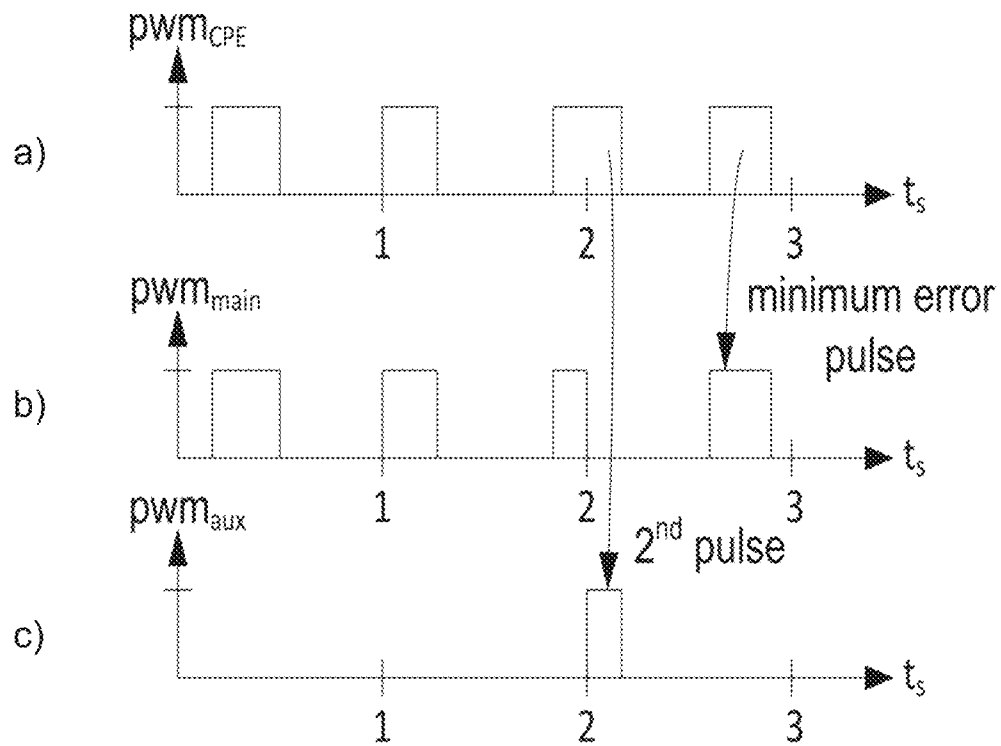 pwmCPE
a)
ts
1 2 3
pwmmain
minimum error
pulse
b)
ts
1 2 3
pwmaux
2nd pulse
c)
ts
1 2 3